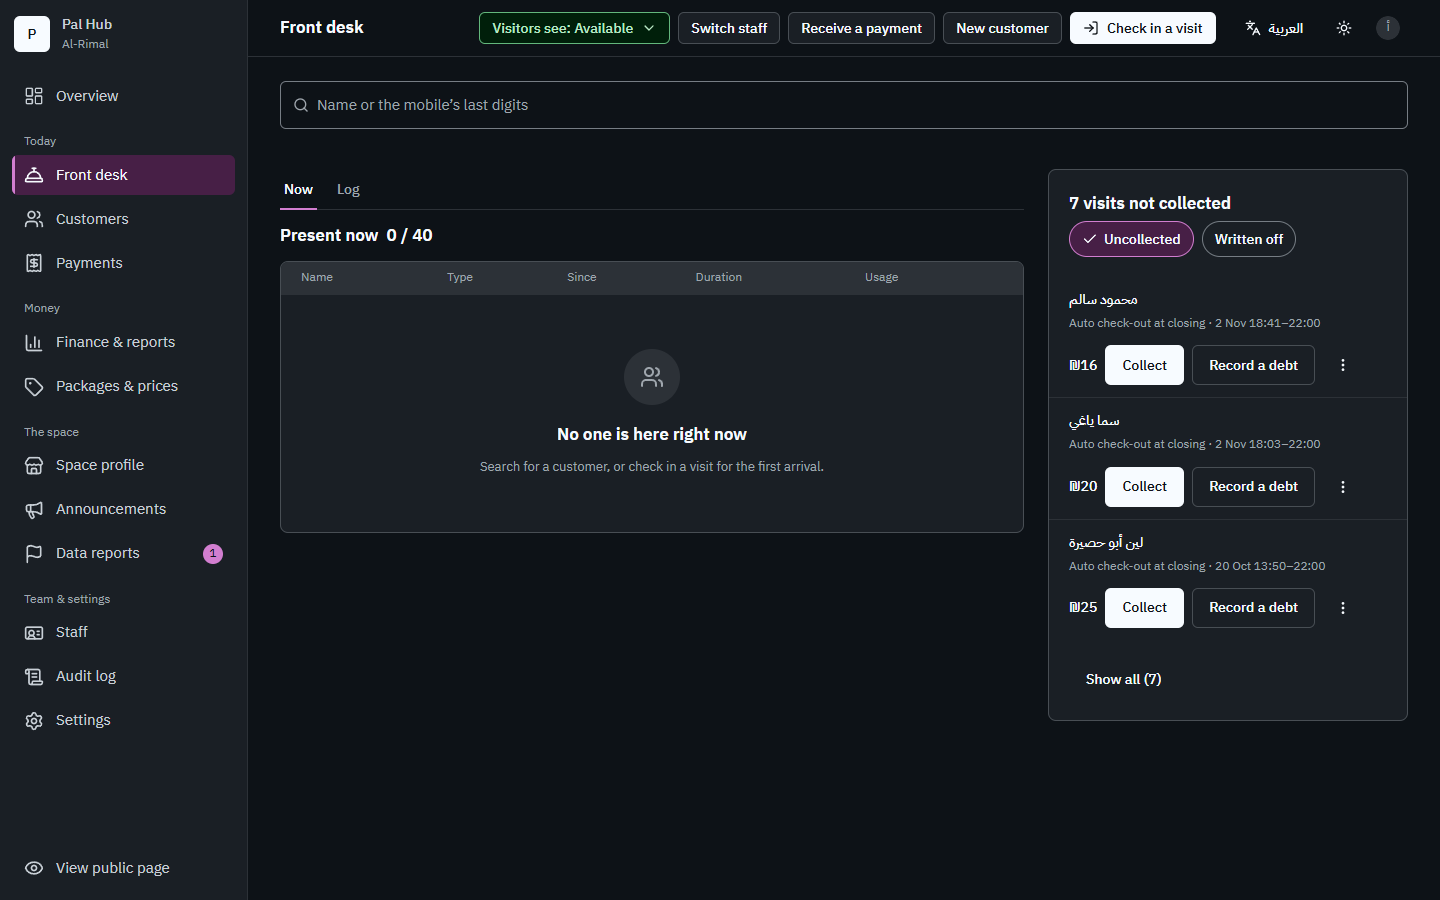 P
Pal Hub
Al-Rimal
Overview
Today
Front desk
Customers
Payments
Money
Finance & reports
Packages & prices
The space
Space profile
Announcements
Data reports 1
Team & settings
Staff
Audit log
Settings
View public page
Front desk
Visitors see: Available
Switch staff
Receive a payment
New customer
Check in a visit
العربية
Name or the mobile’s last digits
Now Log
Present now 0 / 40
Name Type Since Duration Usage
No one is here right now
Search for a customer, or check in a visit for the first arrival.
7 visits not collected
Uncollected Written off
محمود سالم
Auto check-out at closing · 2 Nov 18:41–22:00
₪16 Collect Record a debt
سما ياغي
Auto check-out at closing · 2 Nov 18:03–22:00
₪20 Collect Record a debt
لين أبو حصيرة
Auto check-out at closing · 20 Oct 13:50–22:00
₪25 Collect Record a debt
Show all (7)